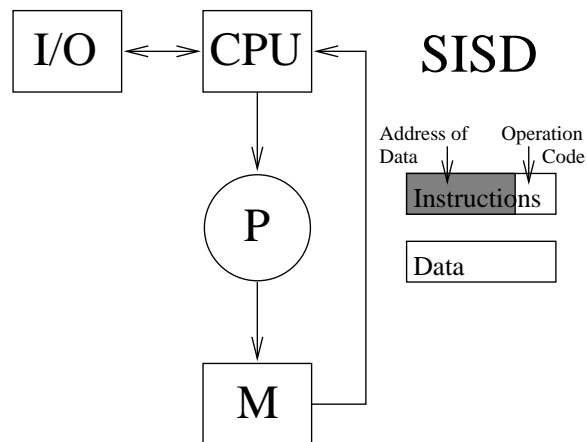 I/O
CPU
SISD
Address of
Data
Operation
Code
Instructions
Data
P
M